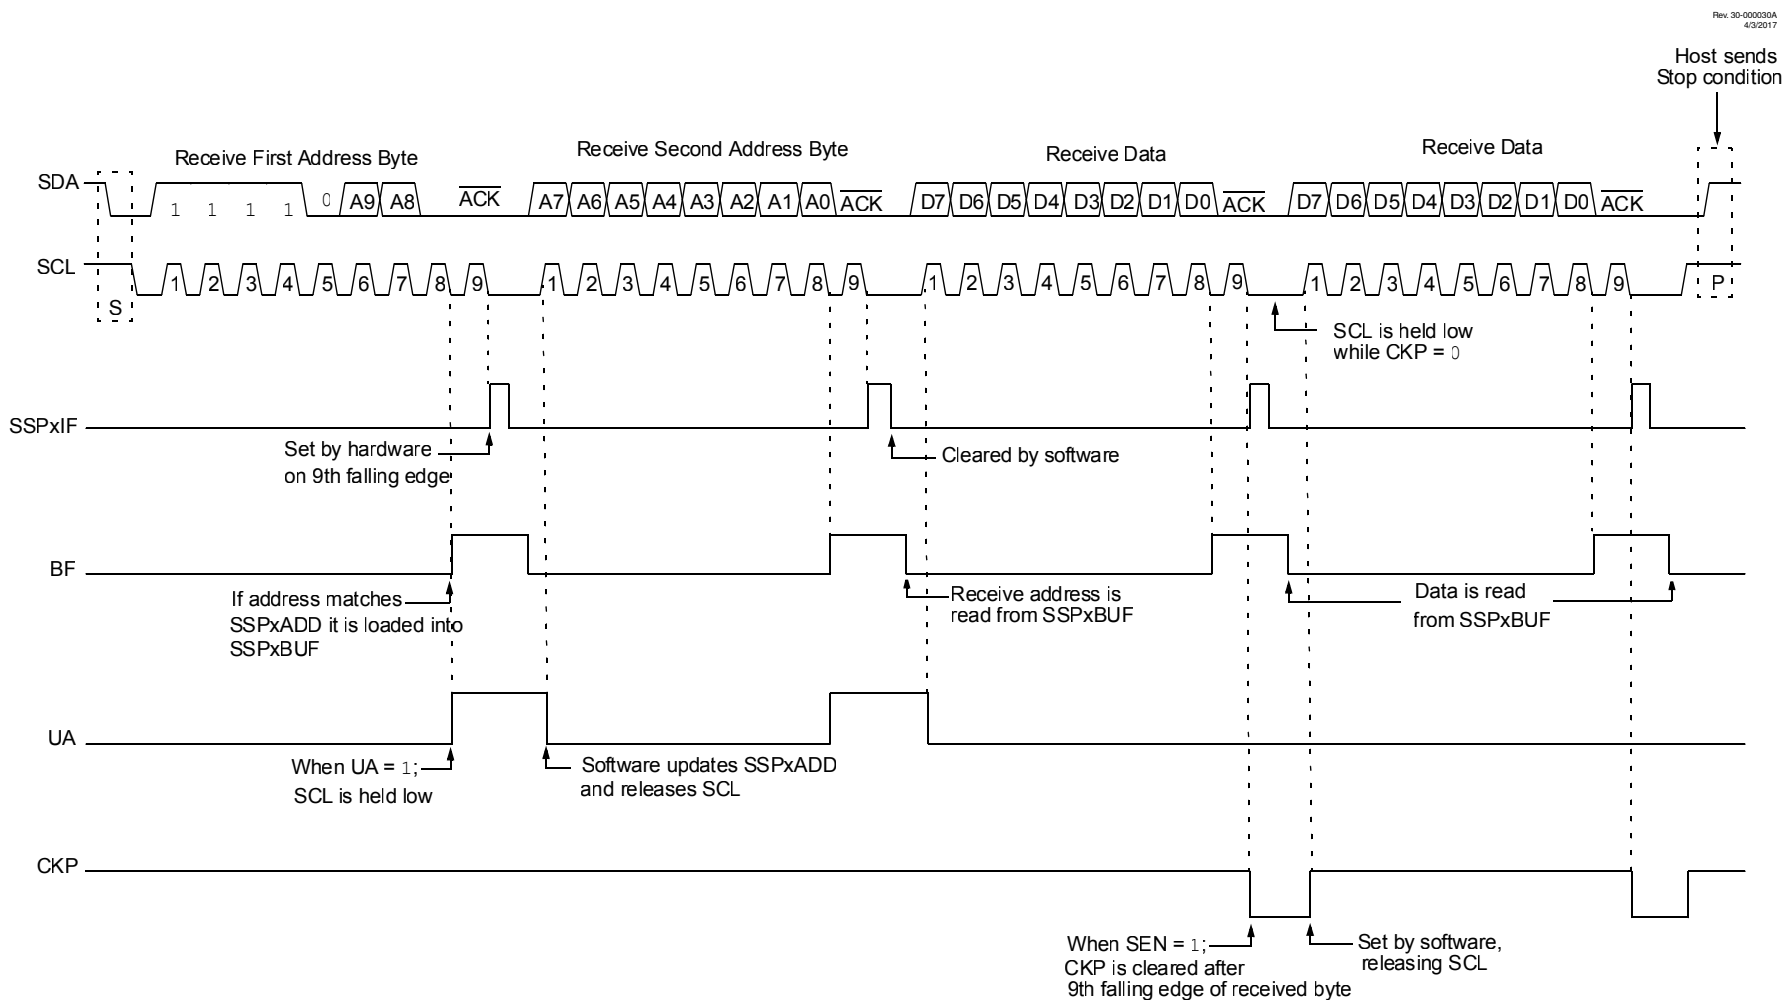 Rev. 30-000030A
4/3/2017
Host sends
Stop condition
Receive First Address Byte
Receive Second Address Byte
Receive Data
Receive Data
SDA
1 1 1 1 0 A9 A8 ACK A7 A6 A5 A4 A3 A2 A1 A0 ACK D7 D6 D5 D4 D3 D2 D1 D0 ACK D7 D6 D5 D4 D3 D2 D1 D0 ACK
SCL
S 1 2 3 4 5 6 7 8 9 1 2 3 4 5 6 7 8 9 1 2 3 4 5 6 7 8 9 1 2 3 4 5 6 7 8 9 P
SCL is held low
while CKP = 0
SSPxIF
Set by hardware
on 9th falling edge
Cleared by software
BF
If address matches
SSPxADD it is loaded into
SSPxBUF
Receive address is
read from SSPxBUF
Data is read
from SSPxBUF
UA
When UA = 1;
SCL is held low
Software updates SSPxADD
and releases SCL
CKP
When SEN = 1;
CKP is cleared after
9th falling edge of received byte
Set by software,
releasing SCL